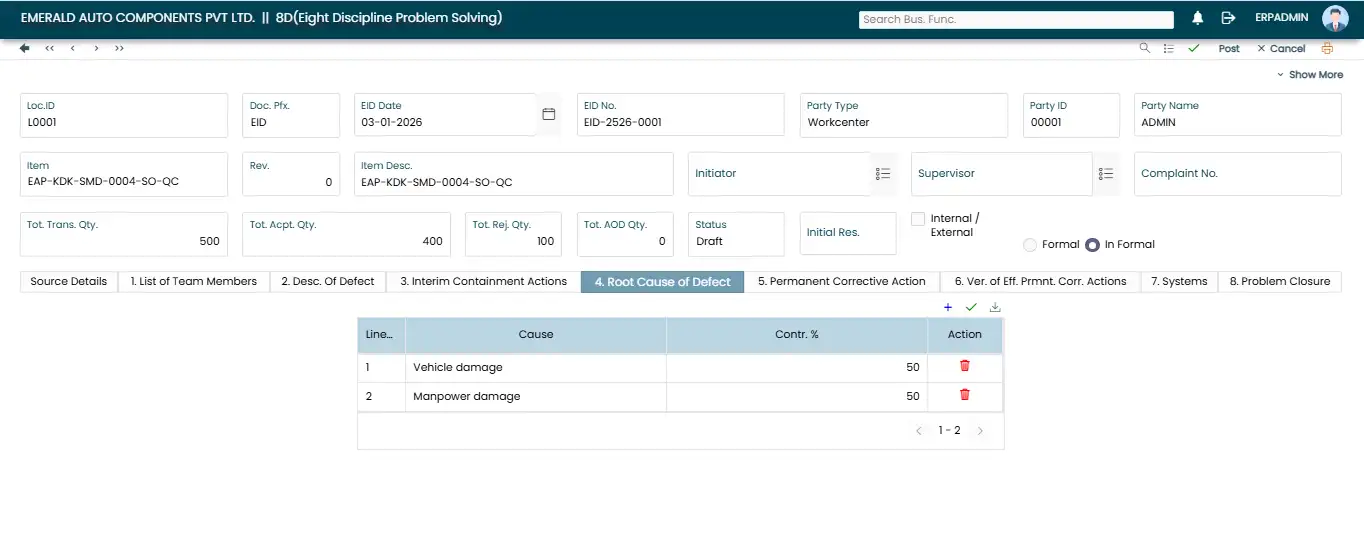 EMERALD AUTO COMPONENTS PVT LTD. || 8D(Eight Discipline Problem Solving)
Search Bus. Func.
ERPADMIN
Post
Cancel
Show More
Loc.ID
L0001
Doc. Pfx.
EID
EID Date
03-01-2026
EID No.
EID-2526-0001
Party Type
Workcenter
Party ID
00001
Party Name
ADMIN
Item
EAP-KDK-SMD-0004-SO-QC
Rev.
0
Item Desc.
EAP-KDK-SMD-0004-SO-QC
Initiator
Supervisor
Complaint No.
Tot. Trans. Qty.
500
Tot. Acpt. Qty.
400
Tot. Rej. Qty.
100
Tot. AOD Qty.
0
Status
Draft
Initial Res.
Internal /
External
Formal
In Formal
Source Details
1. List of Team Members
2. Desc. Of Defect
3. Interim Containment Actions
4. Root Cause of Defect
5. Permanent Corrective Action
6. Ver. of Eff. Prmnt. Corr. Actions
7. Systems
8. Problem Closure
Line... Cause Contr. % Action
1 Vehicle damage 50
2 Manpower damage 50
1 - 2